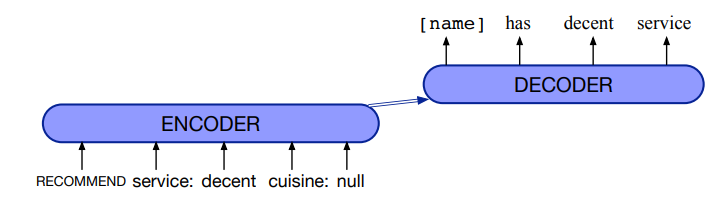 [name] has decent service
DECODER
ENCODER
RECOMMEND service: decent cuisine: null